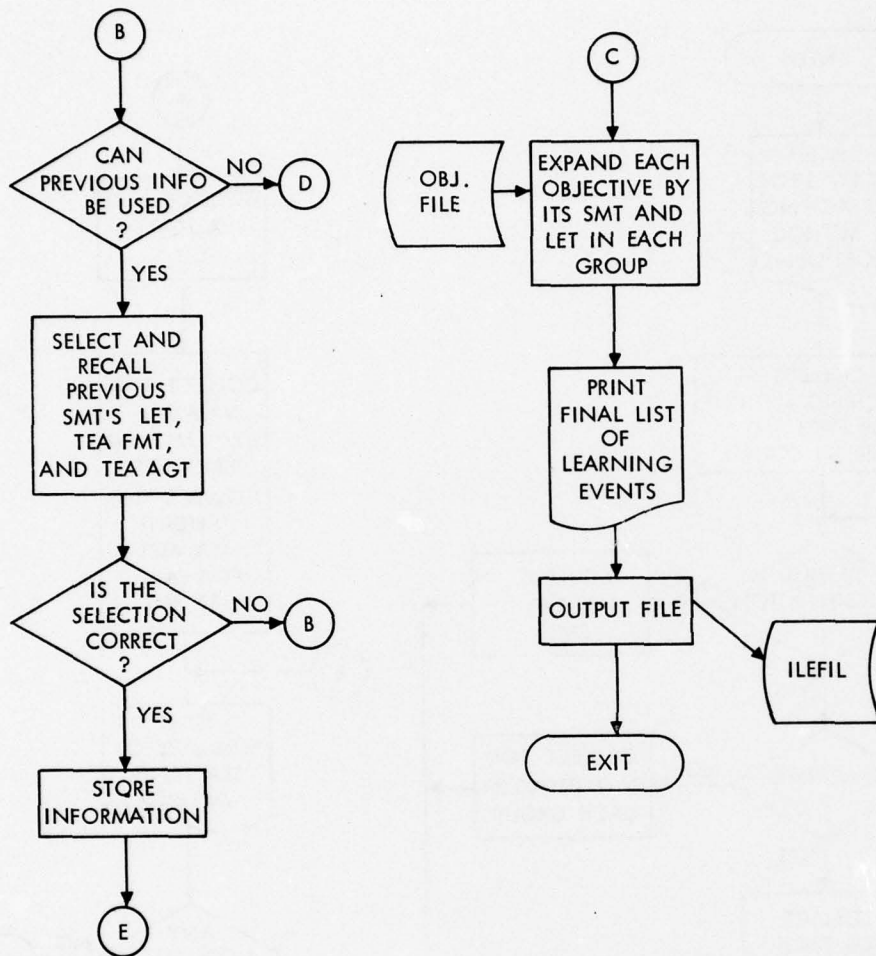 B
CAN
PREVIOUS INFO
BE USED
?
NO
D
YES
SELECT AND
RECALL
PREVIOUS
SMT'S LET,
TEA FMT,
AND TEA AGT
IS THE
SELECTION
CORRECT
?
NO
B
YES
STORE
INFORMATION
E
C
OBJ.
FILE
EXPAND EACH
OBJECTIVE BY
ITS SMT AND
LET IN EACH
GROUP
PRINT
FINAL LIST
OF
LEARNING
EVENTS
OUTPUT FILE
ILEFIL
EXIT